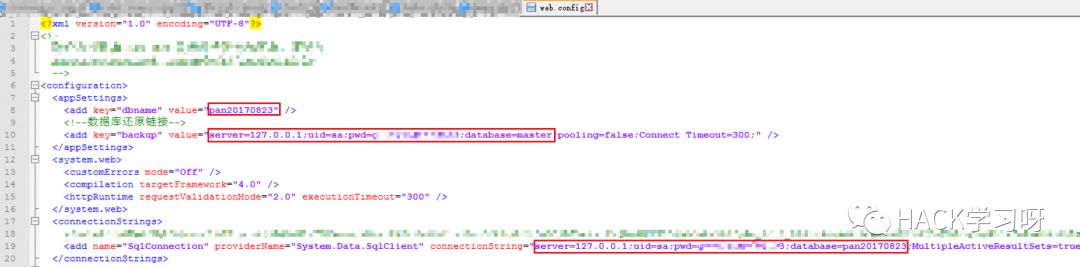 web.config
1 <?xml version="1.0" encoding="UTF-8"?>
2 <!-
3
4
5 -->
6 <configuration>
7 <appSettings>
8 <add key="dbname" value="pan20170823" />
9 <!--数据库还原链接-->
10 <add key="backup" value="server=127.0.0.1;uid=sa;pwd= 3;database=master pooling=false;Connect Timeout=300;" />
11 </appSettings>
12 <system.web>
13 <customErrors mode="Off" />
14 <compilation targetFramework="4.0" />
15 <httpRuntime requestValidationMode="2.0" executionTimeout="300" />
16 </system.web>
17 <connectionStrings>
18
19 <add name="SqlConnection" providerName="System.Data.SqlClient" connectionString="server=127.0.0.1;uid=sa;pwd= 3;database=pan20170823;MultipleActiveResultSets=true
20 </connectionStrings>
HACK学习呀